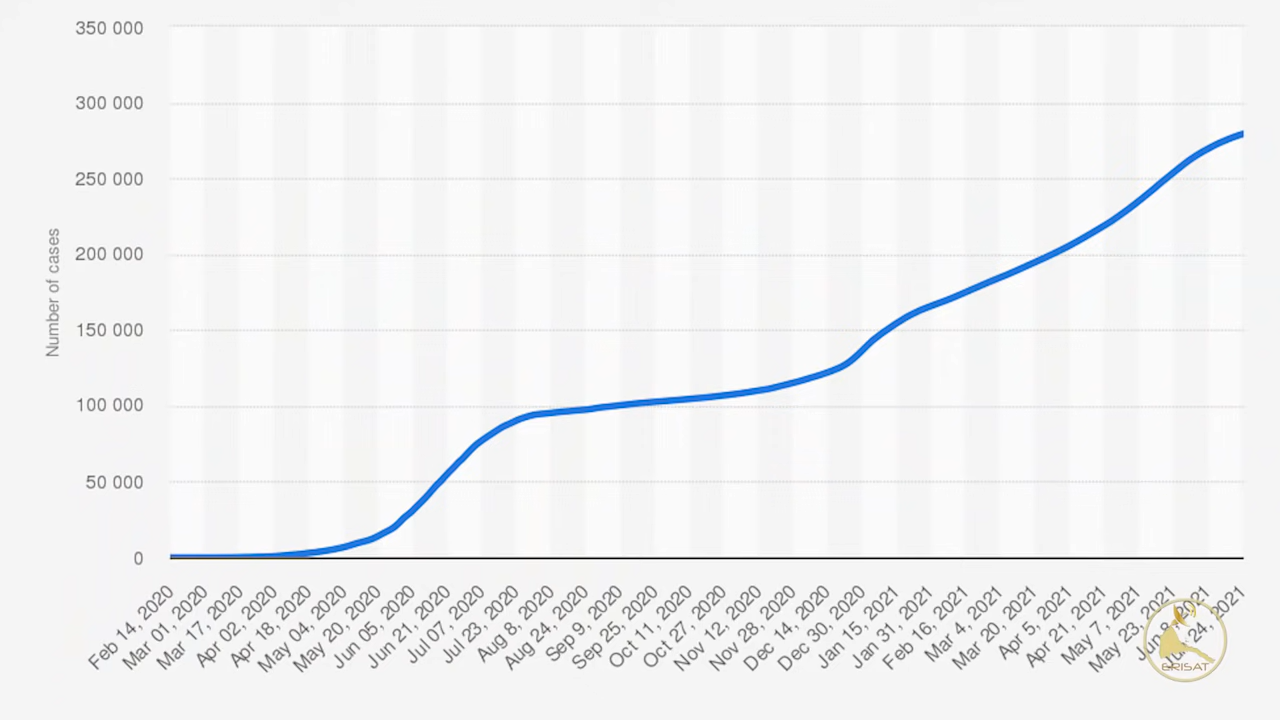 350 000
300 000
250 000
200 000
150 000
100 000
50 000
0
Number of cases
Feb 14, 2020
Mar 01, 2020
Mar 17, 2020
Apr 02, 2020
Apr 18, 2020
May 04, 2020
May 20, 2020
Jun 05, 2020
Jun 21, 2020
Jul 07, 2020
Jul 23, 2020
Aug 8, 2020
Aug 24, 2020
Sep 9, 2020
Sep 25, 2020
Oct 11, 2020
Oct 27, 2020
Nov 12, 2020
Nov 28, 2020
Dec 14, 2020
Dec 30, 2020
Jan 15, 2021
Jan 31, 2021
Feb 16, 2021
Mar 4, 2021
Mar 20, 2021
Apr 5, 2021
Apr 21, 2021
May 7, 2021
May 23, 2021
2021
24, 2021
ERISAT